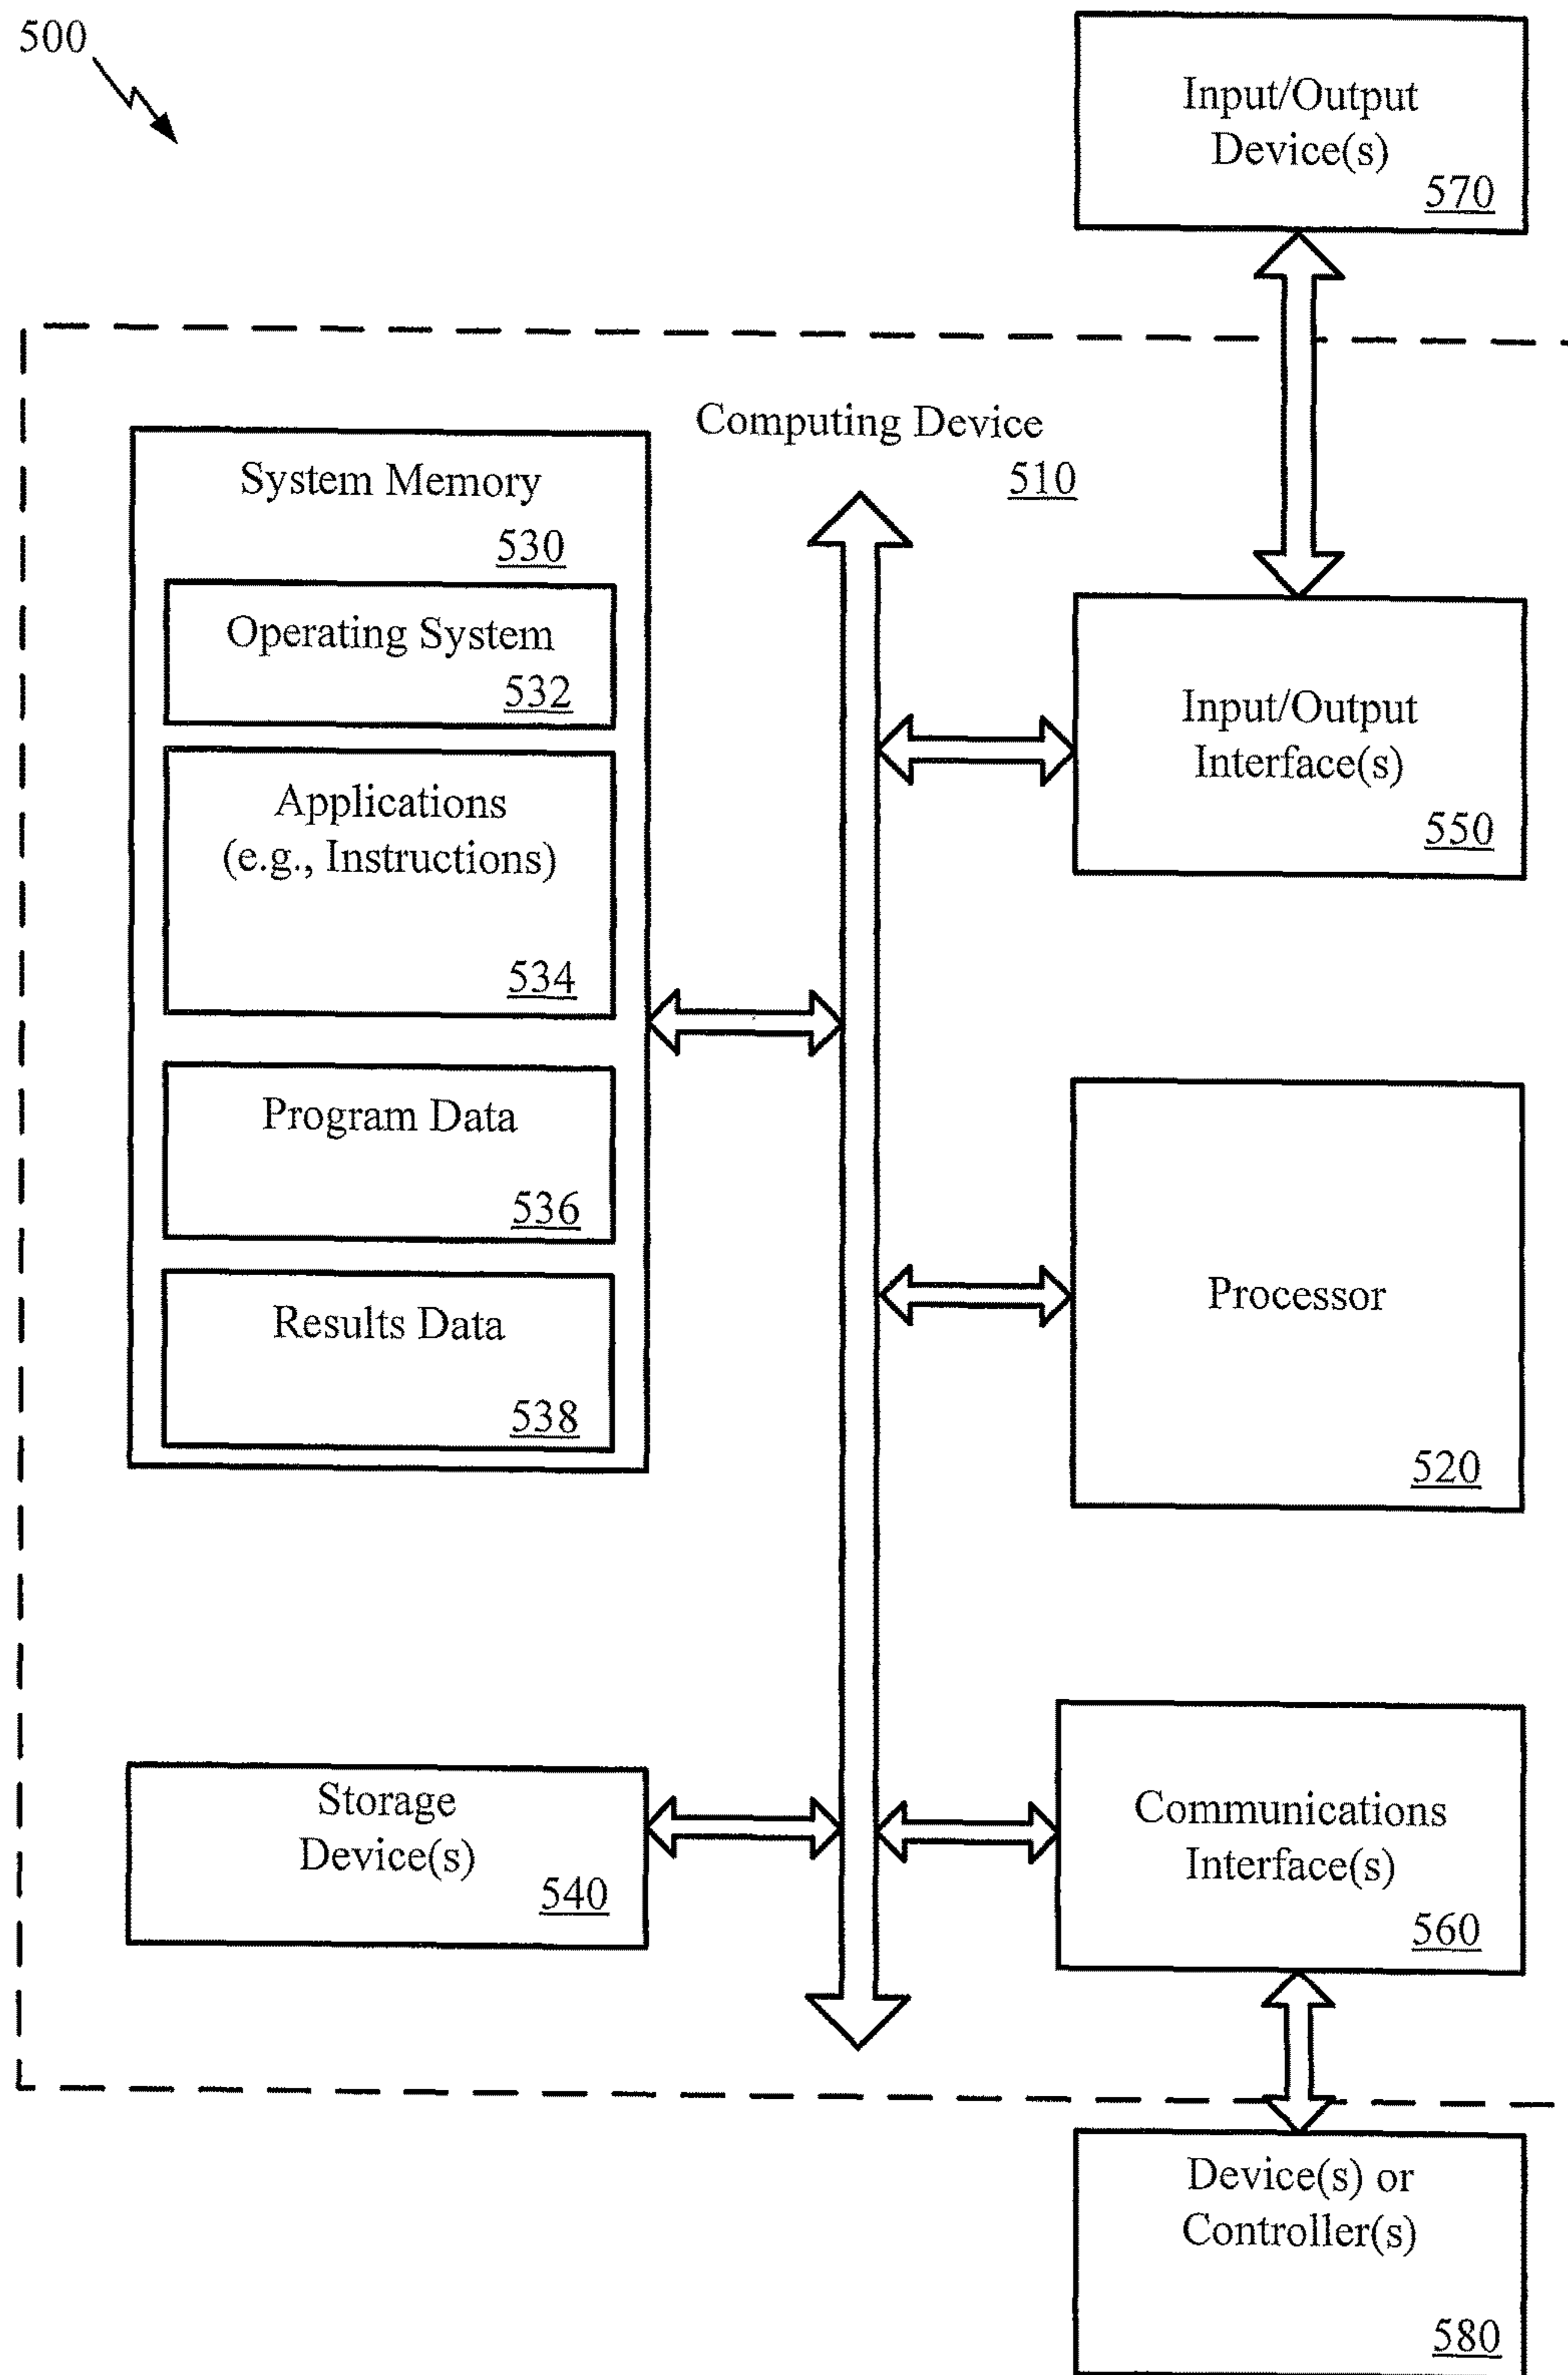 500
Input/Output
Device(s)
570
Computing Device
510
System Memory
530
Operating System
532
Applications
(e.g., Instructions)
534
Program Data
536
Results Data
538
Storage
Device(s)
540
Input/Output
Interface(s)
550
Processor
520
Communications
Interface(s)
560
Device(s) or
Controller(s)
580